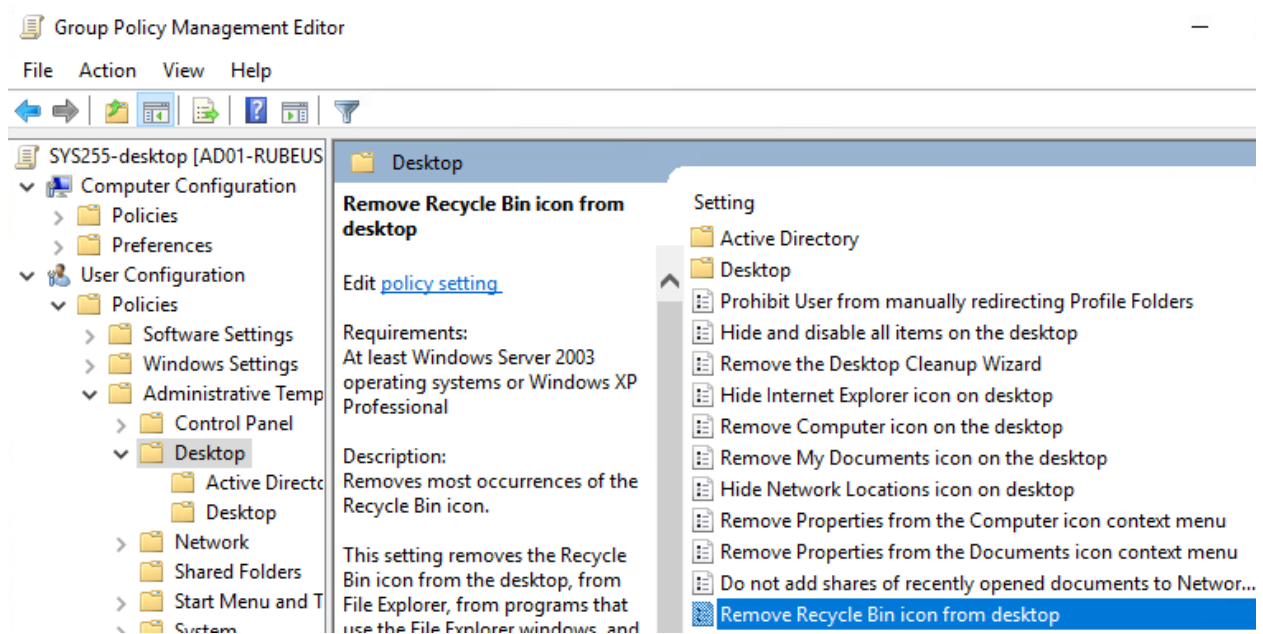 Group Policy Management Editor
File Action View Help
SYS255-desktop [AD01-RUBEUS
Computer Configuration
Policies
Preferences
User Configuration
Policies
Software Settings
Windows Settings
Administrative Temp
Control Panel
Desktop
Active Directo
Desktop
Network
Shared Folders
Start Menu and T
System
Desktop
Remove Recycle Bin icon from
desktop
Edit policy setting
Requirements:
At least Windows Server 2003
operating systems or Windows XP
Professional
Description:
Removes most occurrences of the
Recycle Bin icon.
This setting removes the Recycle
Bin icon from the desktop, from
File Explorer, from programs that
use the File Explorer windows, and
Setting
Active Directory
Desktop
Prohibit User from manually redirecting Profile Folders
Hide and disable all items on the desktop
Remove the Desktop Cleanup Wizard
Hide Internet Explorer icon on desktop
Remove Computer icon on the desktop
Remove My Documents icon on the desktop
Hide Network Locations icon on desktop
Remove Properties from the Computer icon context menu
Remove Properties from the Documents icon context menu
Do not add shares of recently opened documents to Networ...
Remove Recycle Bin icon from desktop